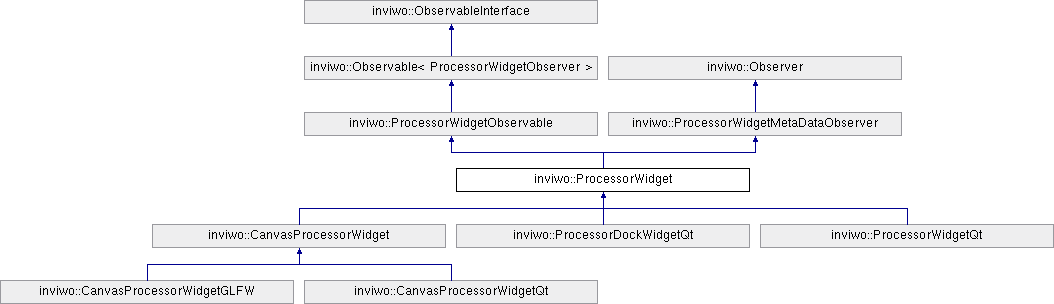 inviwo::ObservableInterface
inviwo::Observable< ProcessorWidgetObserver >
inviwo::Observer
inviwo::ProcessorWidgetObservable
inviwo::ProcessorWidgetMetaDataObserver
inviwo::ProcessorWidget
inviwo::CanvasProcessorWidget
inviwo::ProcessorDockWidgetQt
inviwo::ProcessorWidgetQt
inviwo::CanvasProcessorWidgetGLFW
inviwo::CanvasProcessorWidgetQt